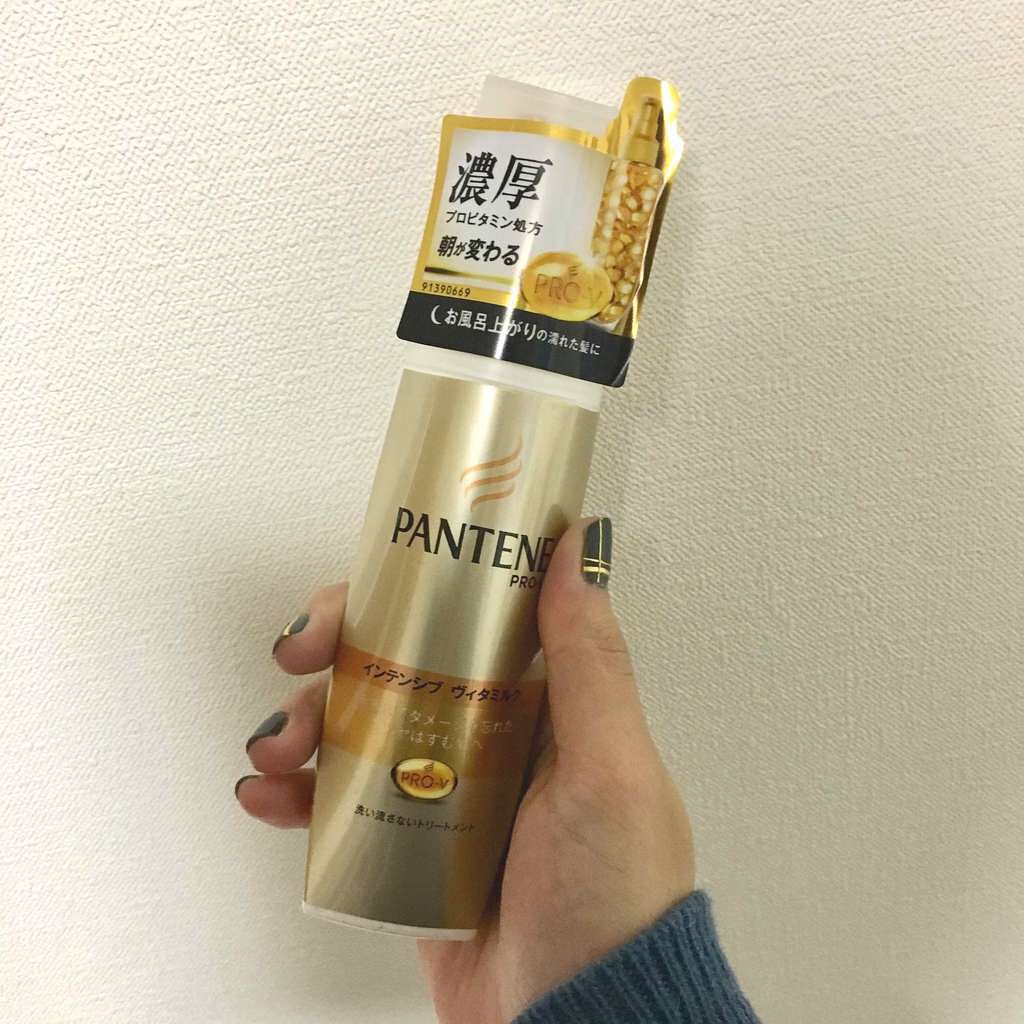 濃厚
プロビタミン処方
朝が変わる
PRO-V
91390669
お風呂上がりの濡れた髪に
PANTENE
PRO-
インテンシブ ヴィタミルク
忘れた
PRO-V
洗い流さないトリートメント